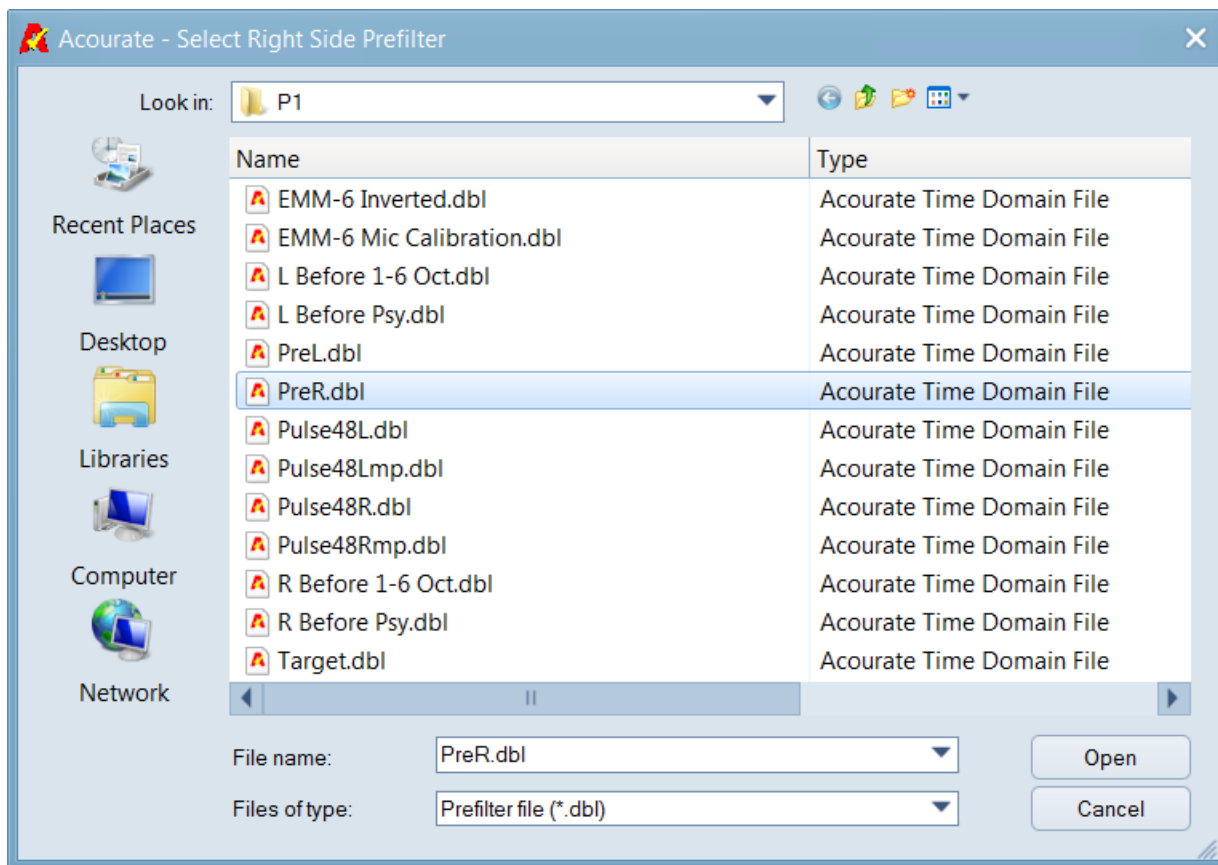 Acourate - Select Right Side Prefilter
Look in: P1
Name Type
EMM-6 Inverted.dbl Acourate Time Domain File
EMM-6 Mic Calibration.dbl Acourate Time Domain File
L Before 1-6 Oct.dbl Acourate Time Domain File
L Before Psy.dbl Acourate Time Domain File
PreL.dbl Acourate Time Domain File
PreR.dbl Acourate Time Domain File
Pulse48L.dbl Acourate Time Domain File
Pulse48Lmp.dbl Acourate Time Domain File
Pulse48R.dbl Acourate Time Domain File
Pulse48Rmp.dbl Acourate Time Domain File
R Before 1-6 Oct.dbl Acourate Time Domain File
R Before Psy.dbl Acourate Time Domain File
Target.dbl Acourate Time Domain File
Recent Places
Desktop
Libraries
Computer
Network
File name: PreR.dbl Open
Files of type: Prefilter file (*.dbl) Cancel